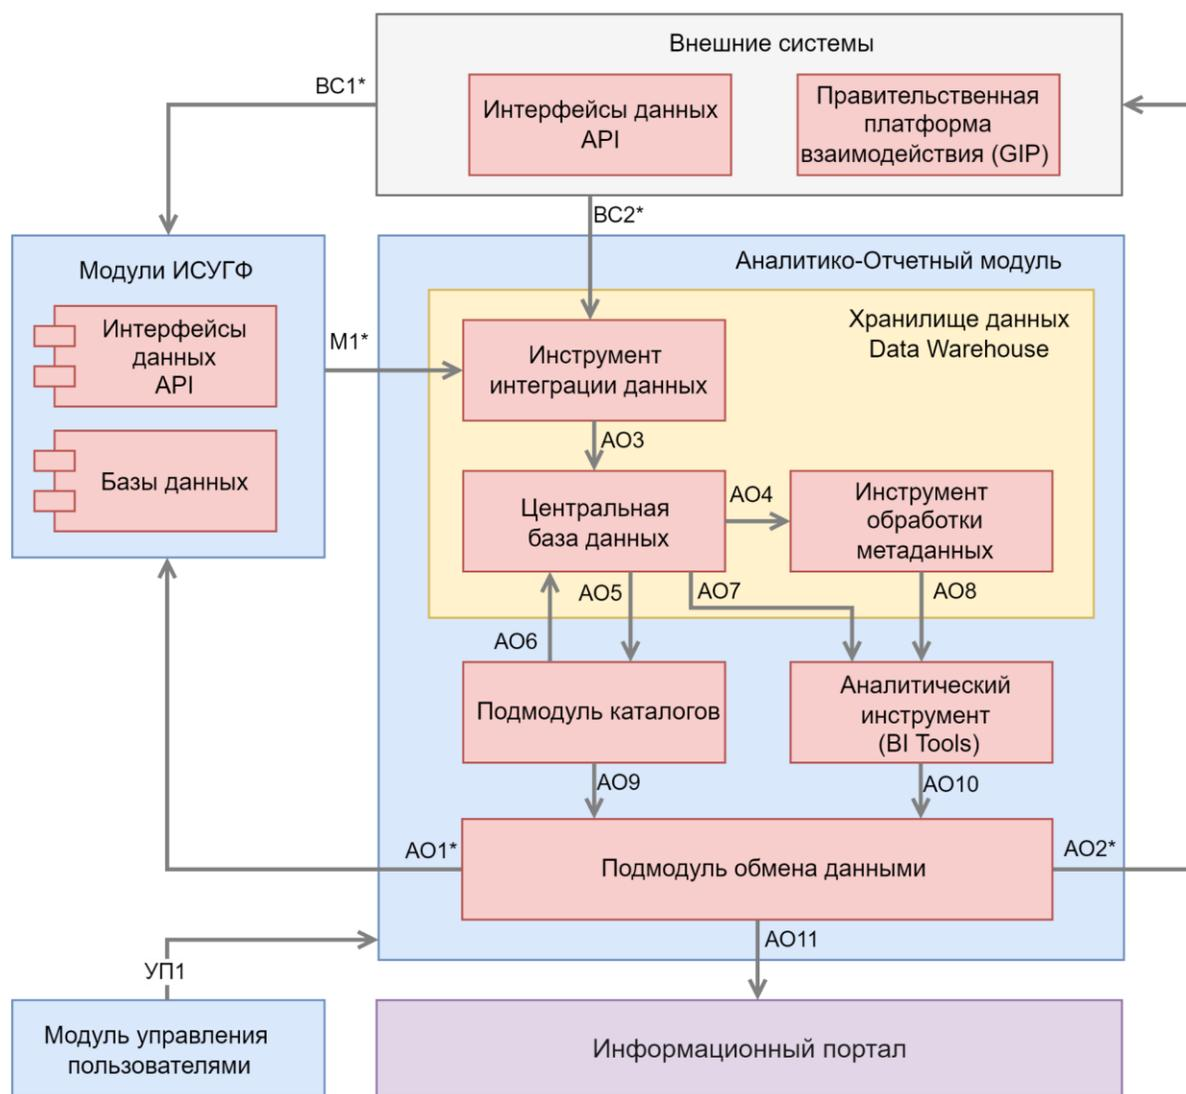 Внешние системы
ВС1*
Интерфейсы данных
API
Правительственная
платформа
взаимодействия (GIP)
ВС2*
Модули ИСУГФ
Интерфейсы
данных
API
Базы данных
М1*
Аналитико-Отчетный модуль
Хранилище данных
Data Warehouse
Инструмент
интеграции данных
АО3
Центральная
база данных
АО4
Инструмент
обработки
метаданных
АО5
АО7
АО8
АО6
Подмодуль каталогов
Аналитический
инструмент
(BI Tools)
АО9
АО10
АО1*
Подмодуль обмена данными
АО2*
АО11
УП1
Модуль управления
пользователями
Информационный портал